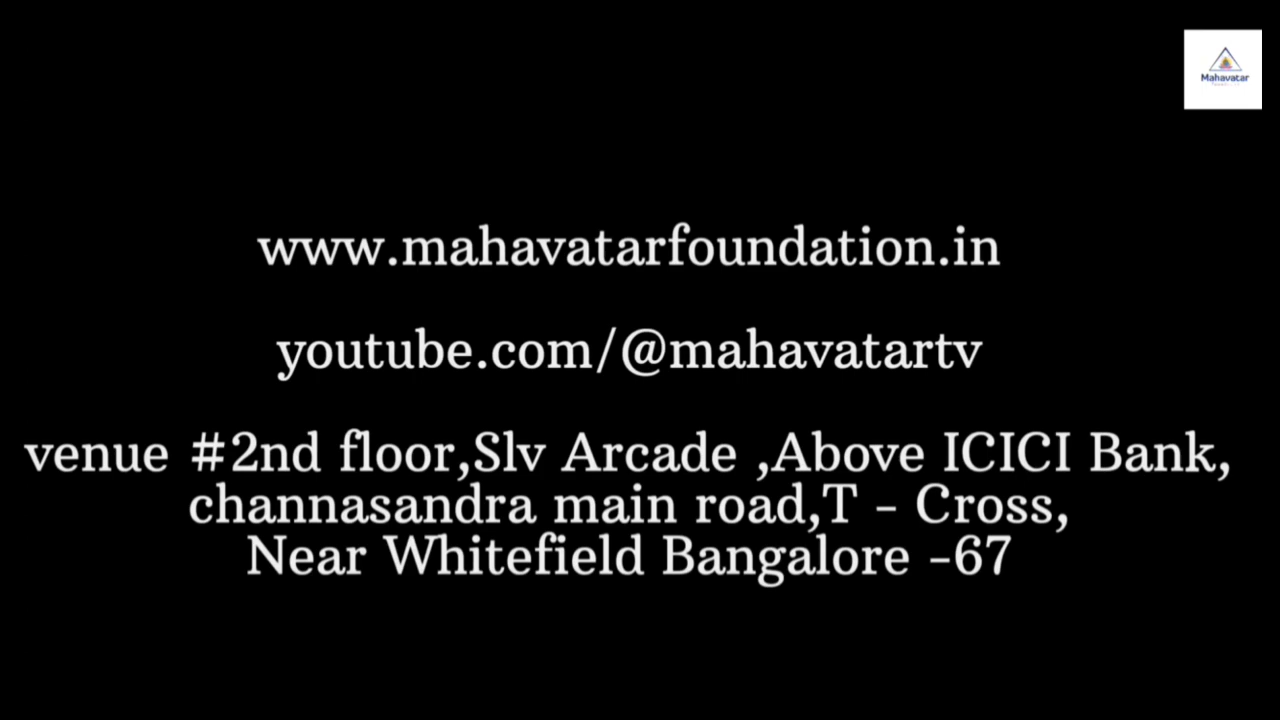 Mahavatar
www.mahavatarfoundation.in
youtube.com/@mahavatartv
venue #2nd floor,Slv Arcade ,Above ICICI Bank,
channasandra main road,T - Cross,
Near Whitefield Bangalore -67